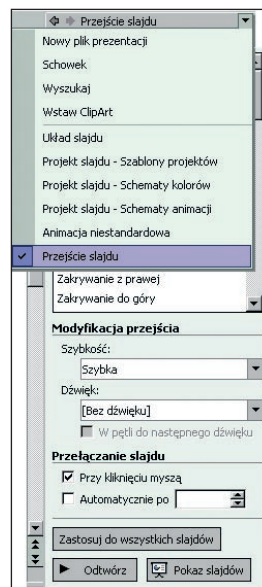 Przejście slajdu
Nowy plik prezentacji
Schowek
Wyszukaj
Wstaw ClipArt
Układ slajdu
Projekt slajdu - Szablony projektów
Projekt slajdu - Schematy kolorów
Projekt slajdu - Schematy animacji
Animacja niestandardowa
Przejście slajdu
Zakrywanie z prawej
Zakrywanie do góry
Modyfikacja przejścia
Szybkość:
Szybka
Dźwięk:
[Bez dźwięku]
W pętli do następnego dźwięku
Przełączanie slajdu
Przy kliknięciu myszą
Automatycznie po
Zastosuj do wszystkich slajdów
Odtwórz Pokaz slajdów